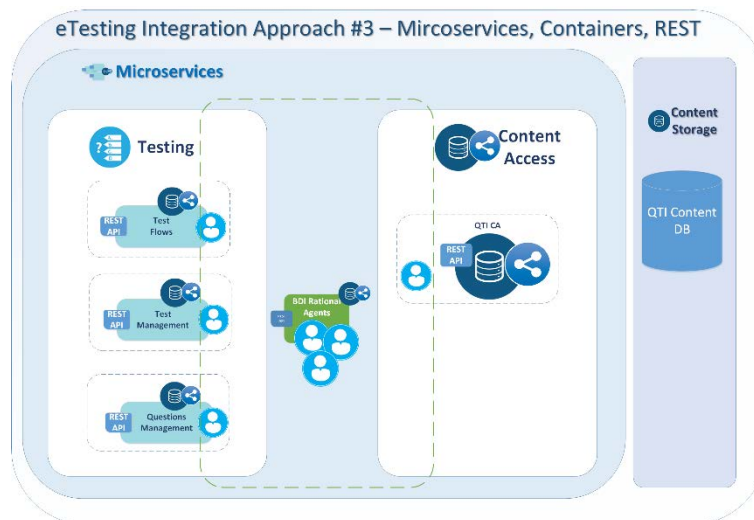 eTesting Integration Approach #3 – Mircoservices, Containers, REST
Microservices
Testing
REST
API
Test
Flows
REST
API
Test
Management
REST
API
Questions
Management
BDI Rational
Agents
Content
Access
QTI CA
REST
API
Content
Storage
QTI Content
DB